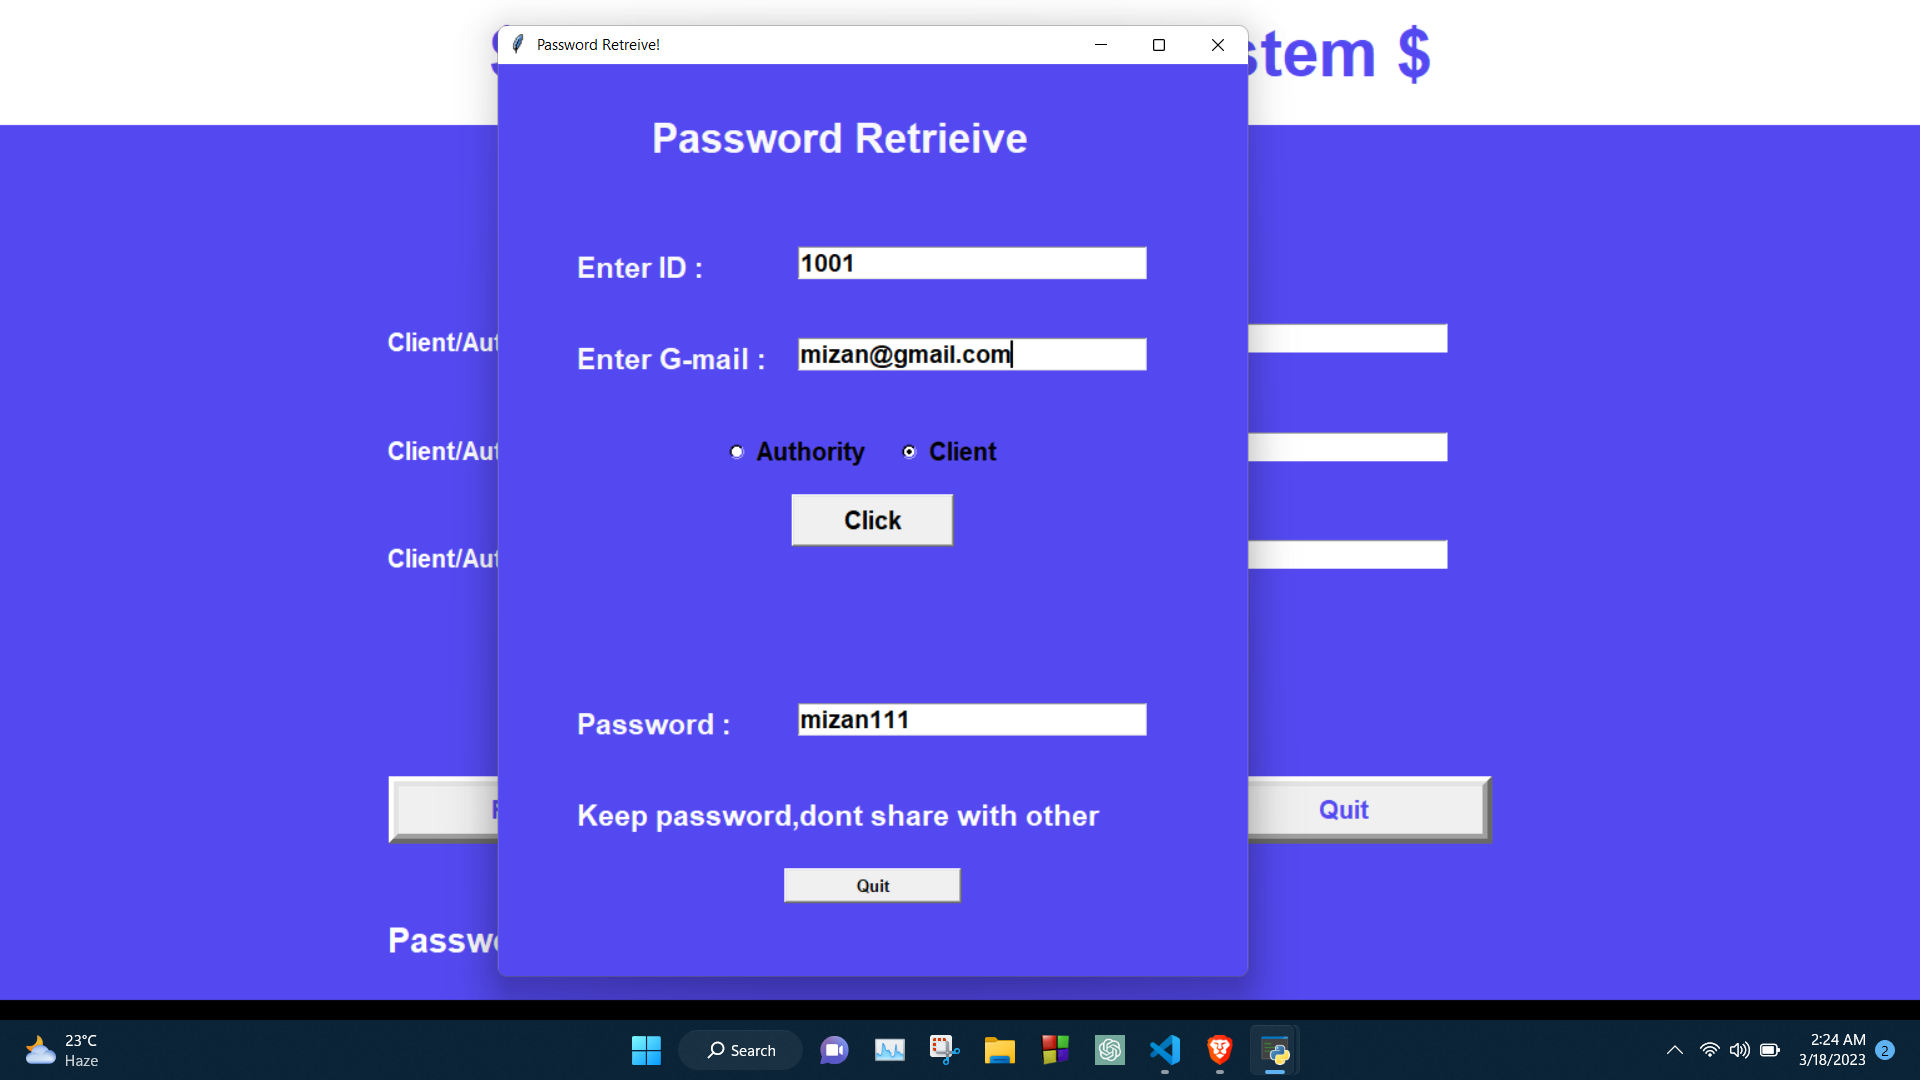 Password Retreive!
stem $
Password Retrieive
Enter ID : 1001
Client/Aut
Enter G-mail : mizan@gmail.com
Client/Aut
Authority Client
Click
Client/Aut
Password : mizan111
Keep password,dont share with other
Quit
Quit
Passwo
23°C
Haze
Search
2:24 AM
3/18/2023
2